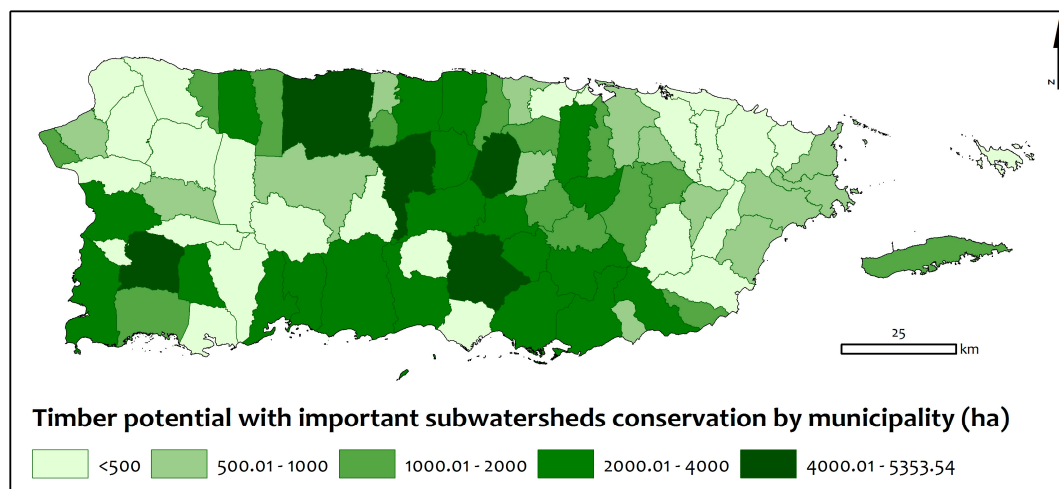 N
25
km
Timber potential with important subwatersheds conservation by municipality (ha)
<500 500.01 - 1000 1000.01 - 2000 2000.01 - 4000 4000.01 - 5353.54